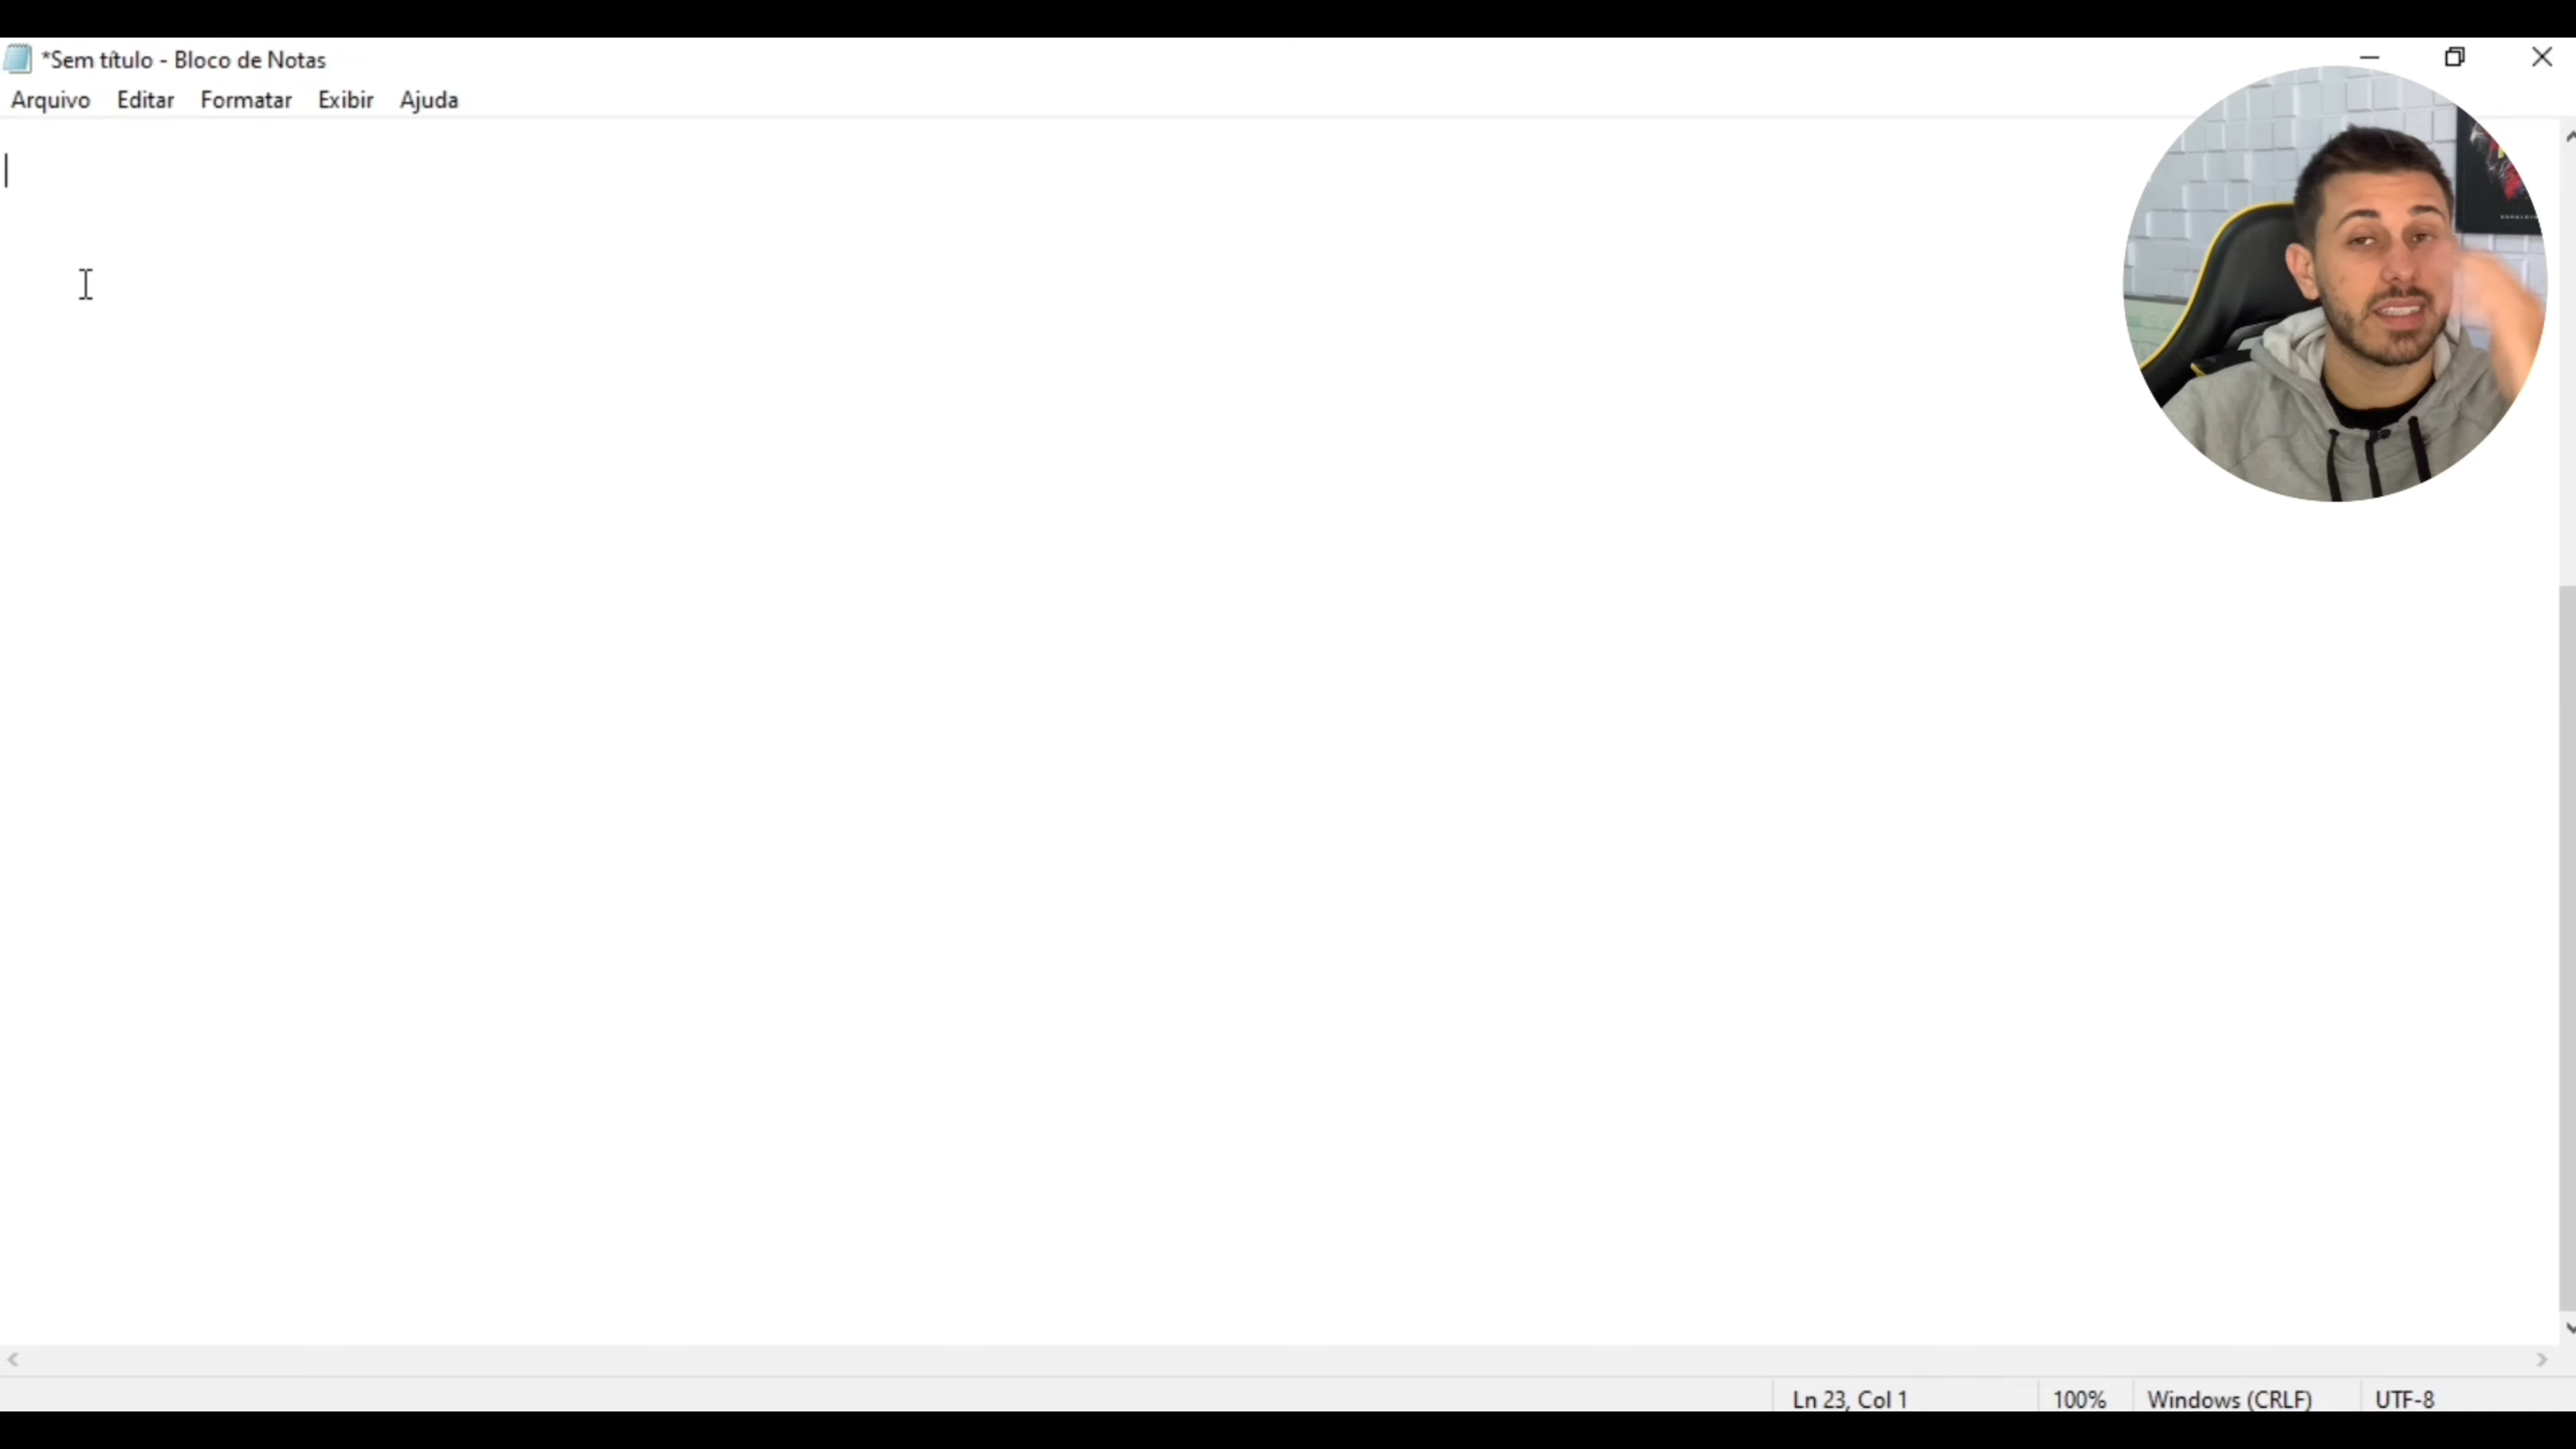 *Sem título - Bloco de Notas
Arquivo Editar Formatar Exibir Ajuda
Ln 23, Col 1 100% Windows (CRLF) UTF-8